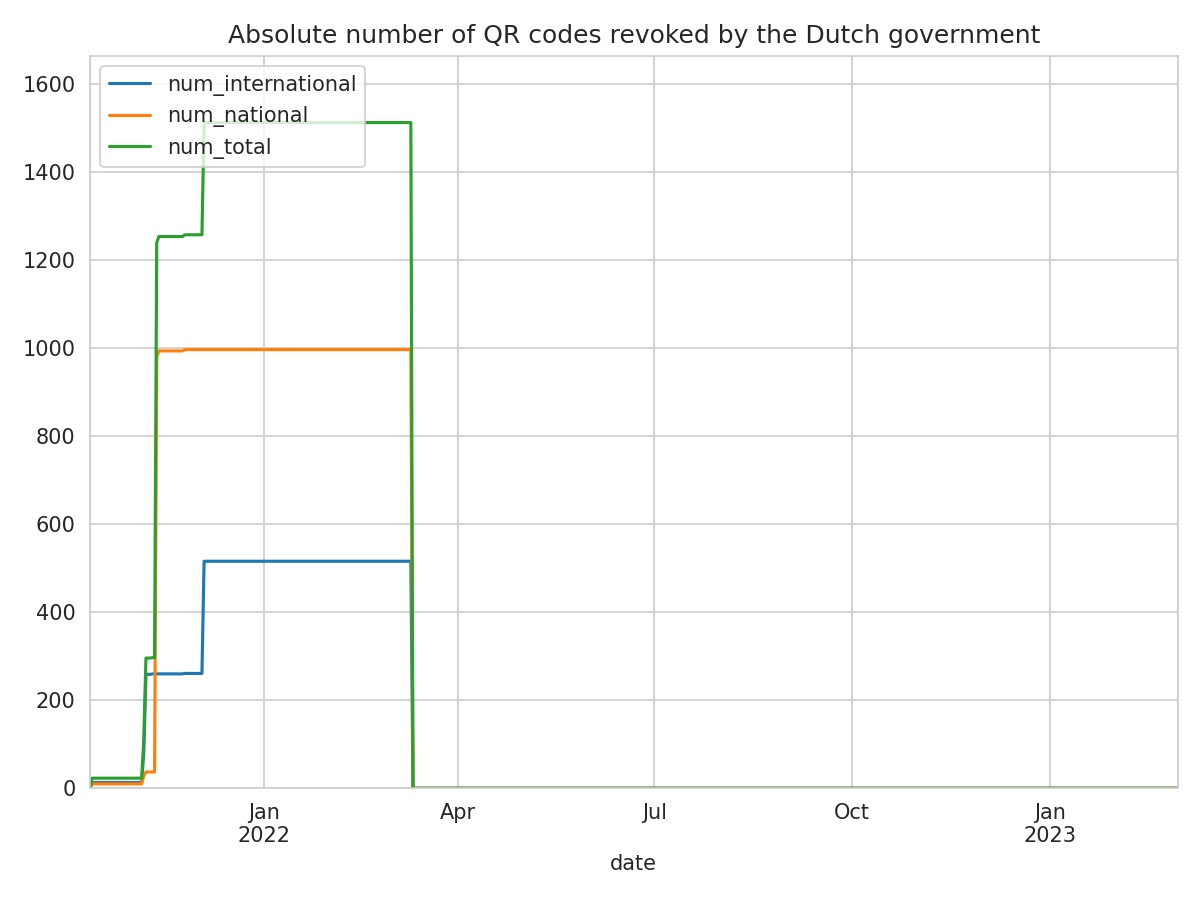 Absolute number of QR codes revoked by the Dutch government
num_international
num_national
num_total
1600
1400
1200
1000
800
600
400
200
0
Jan
2022
Apr
Jul
Oct
Jan
2023
date